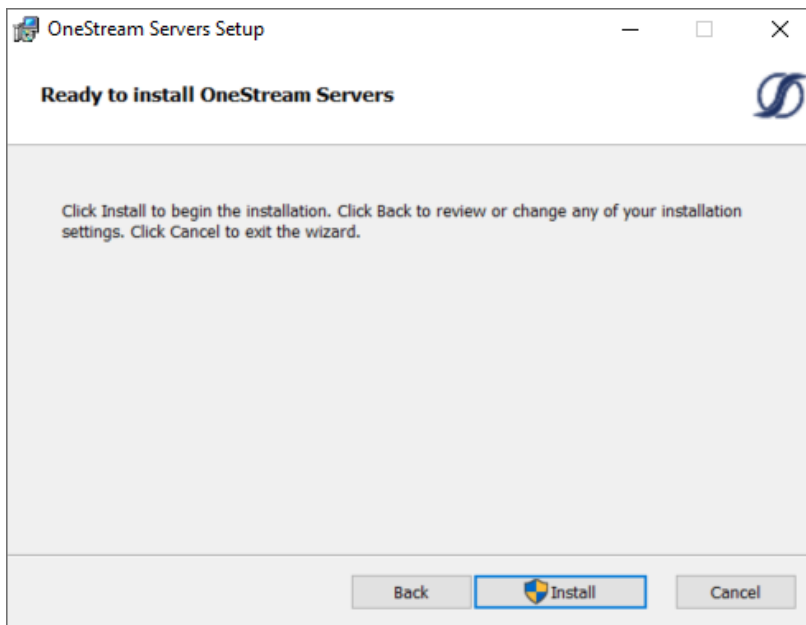 OneStream Servers Setup
Ready to install OneStream Servers
Click Install to begin the installation. Click Back to review or change any of your installation
settings. Click Cancel to exit the wizard.
Back
Install
Cancel